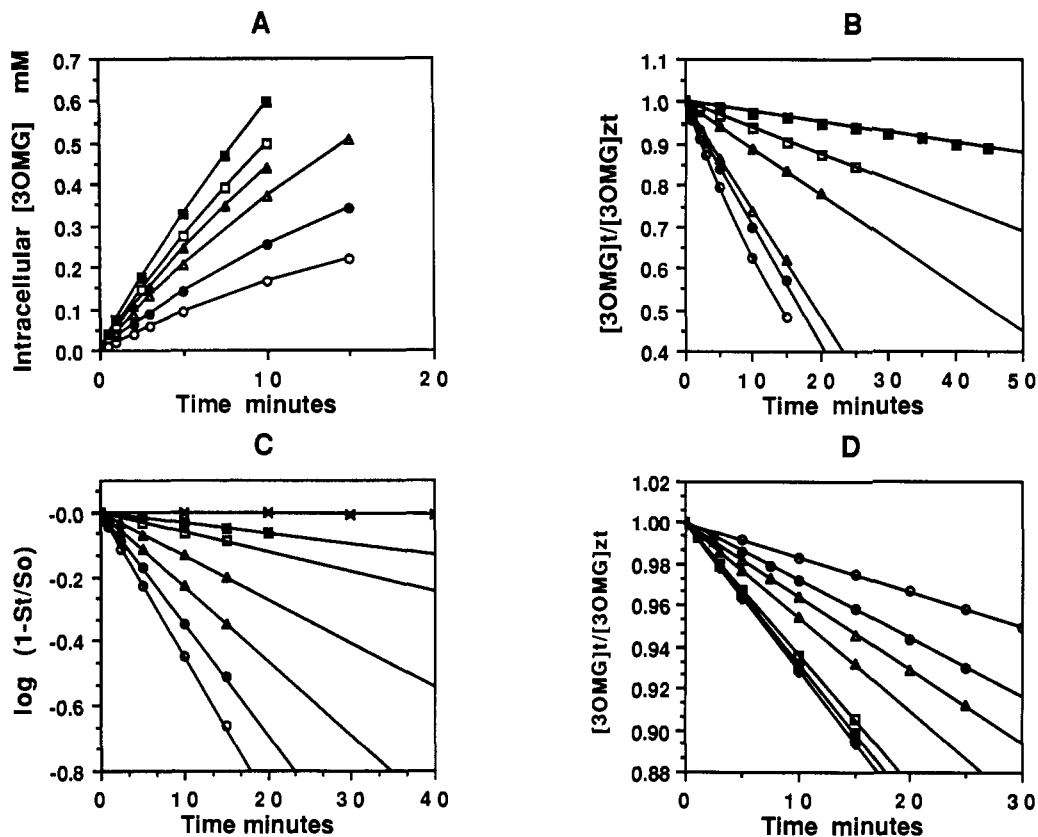 A
Intracellular [3OMG] mM
0.7
0.6
0.5
0.4
0.3
0.2
0.1
0.0
0 10 20
Time minutes
B
[3OMG]t/[3OMG]zt
1.0
0.9
0.8
0.7
0.6
0.5
0.4
0 10 20 30 40 50
Time minutes
C
log (1-St/So)
-0.0
-0.2
-0.4
-0.6
-0.8
0 10 20 30 40
Time minutes
D
[3OMG]t/[3OMG]zt
1.02
1.00
0.98
0.96
0.94
0.92
0.90
0.88
0 10 20 30
Time minutes